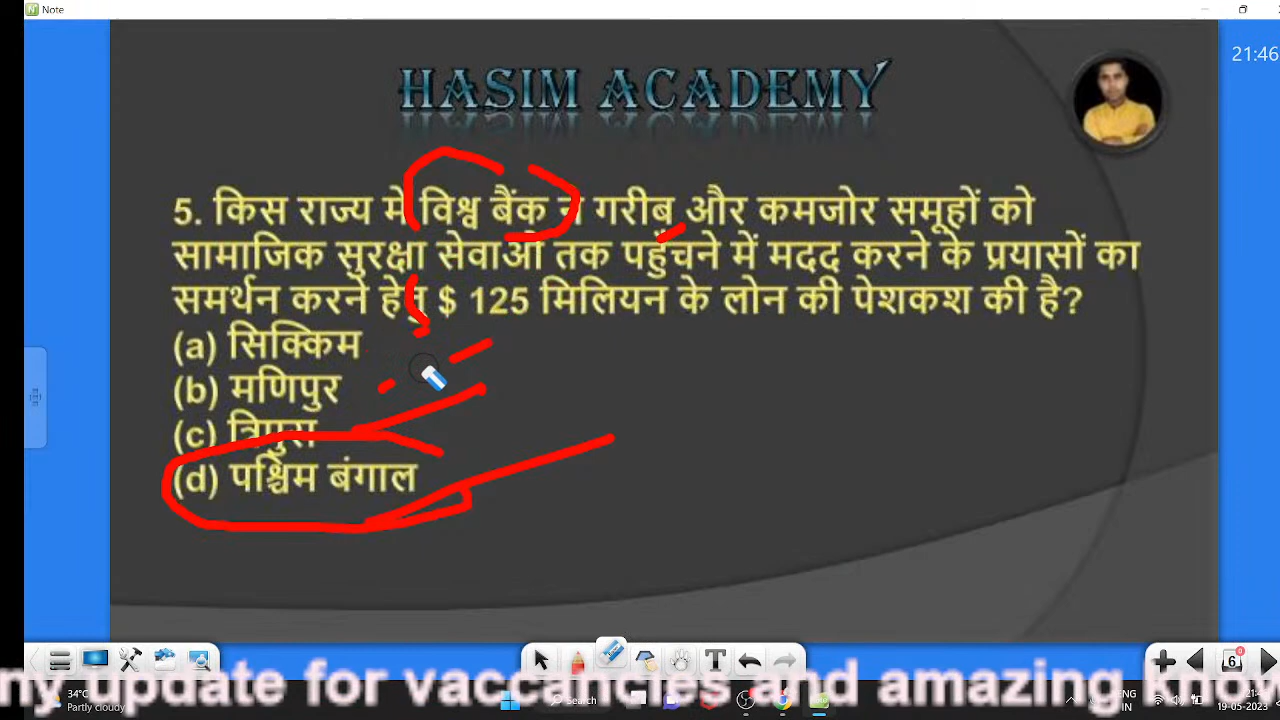 Note
21:46
HASIM ACADEMY
5. किस राज्य मे विश्व बैंक ने गरीब और कमजोर समूहों को
सामाजिक सुरक्षा सेवाओं तक पहुँचने में मदद करने के प्रयासों का
समर्थन करने हेतु $ 125 मिलियन के लोन की पेशकश की है?
(a) सिक्किम
(b) मणिपुर
(c) त्रिपुरा
(d) पश्चिम बंगाल
6
ny update for vaccancies and amazing know
34°C
Partly cloudy
Search
ENG
IN
19-05-2023